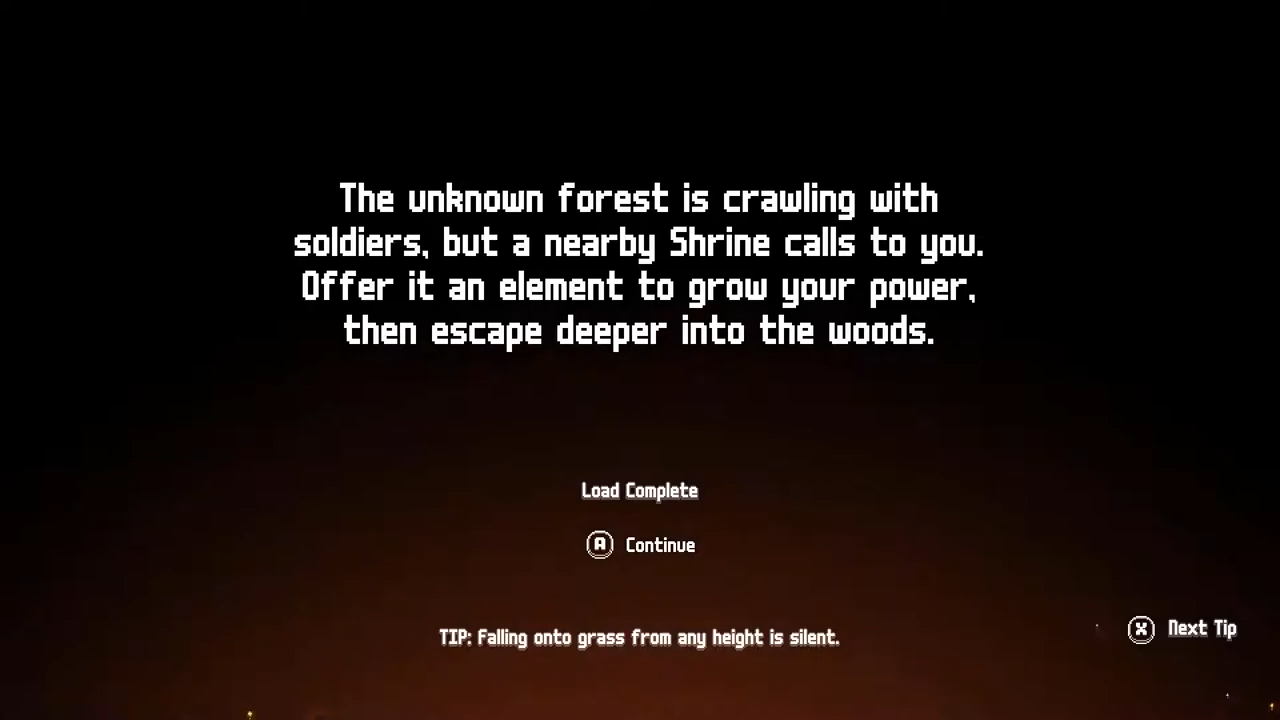 The unknown forest is crawling with
soldiers, but a nearby Shrine calls to you.
Offer it an element to grow your power,
then escape deeper into the woods.
Load Complete
A Continue
X Next Tip
TIP: Falling onto grass from any height is silent.